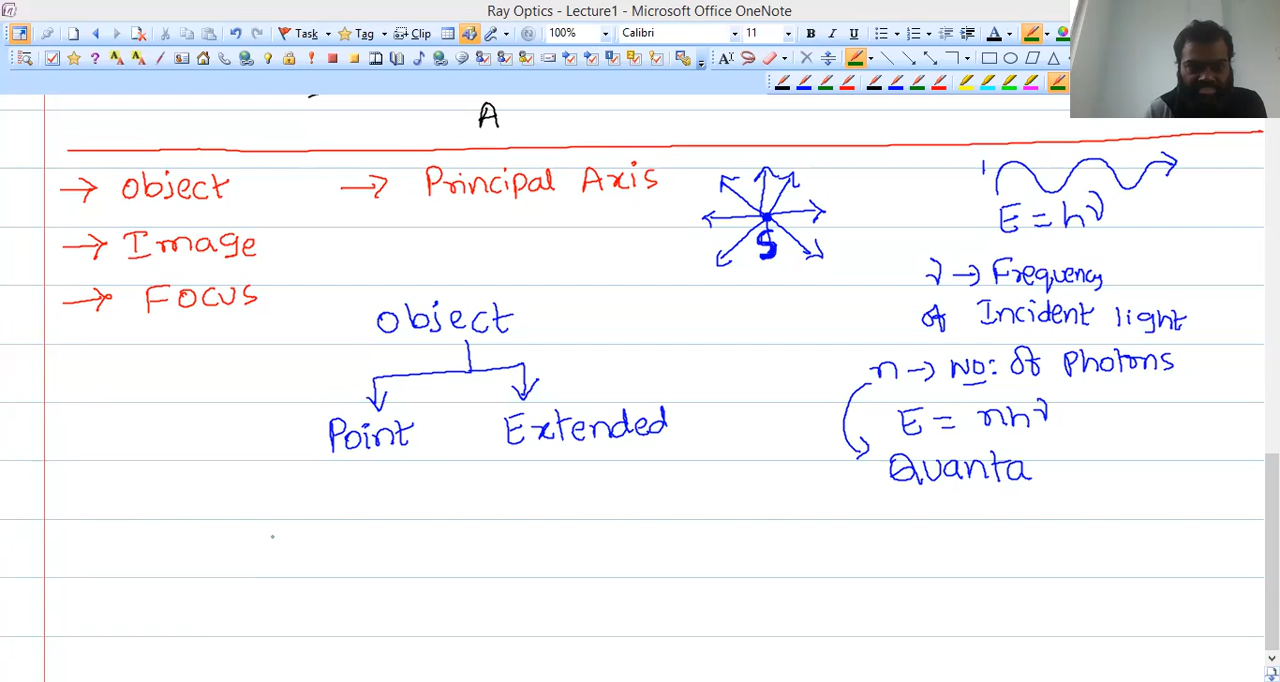 Ray Optics - Lecture1 - Microsoft Office OneNote
Task Tag Clip 100% Calibri 11 B I U A
A
→ Object → Principal Axis
→ Image
→ Focus
S
E = hν
ν → Frequency
of Incident light
n → No: of Photons
E = nhν
Quanta
Object
Point Extended